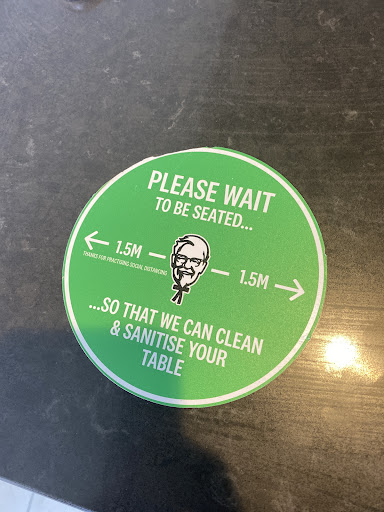 PLEASE WAIT
TO BE SEATED...
1.5M
THANKS FOR PRACTISING SOCIAL DISTANCING
1.5M
...SO THAT WE CAN CLEAN
& SANITISE YOUR
TABLE